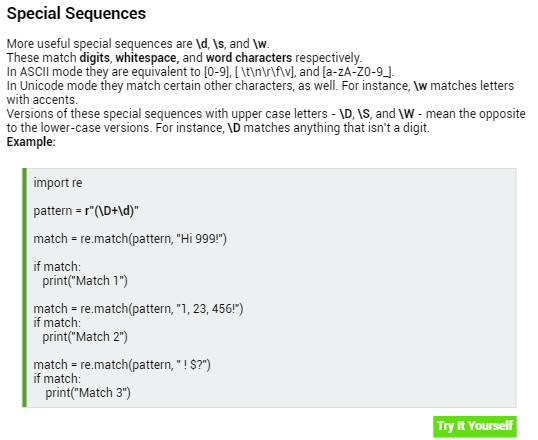 Special Sequences
More useful special sequences are \d, \s, and \w.
These match digits, whitespace, and word characters respectively.
In ASCII mode they are equivalent to [0-9], [ \t\n\r\f\v], and [a-zA-Z0-9_].
In Unicode mode they match certain other characters, as well. For instance, \w matches letters
with accents.
Versions of these special sequences with upper case letters - \D, \S, and \W - mean the opposite
to the lower-case versions. For instance, \D matches anything that isn't a digit.
Example:
import re
pattern = r"(\D+\d)"
match = re.match(pattern, "Hi 999!")
if match:
print("Match 1")
match = re.match(pattern, "1, 23, 456!")
if match:
print("Match 2")
match = re.match(pattern, " ! $?")
if match:
print("Match 3")
Try It Yourself